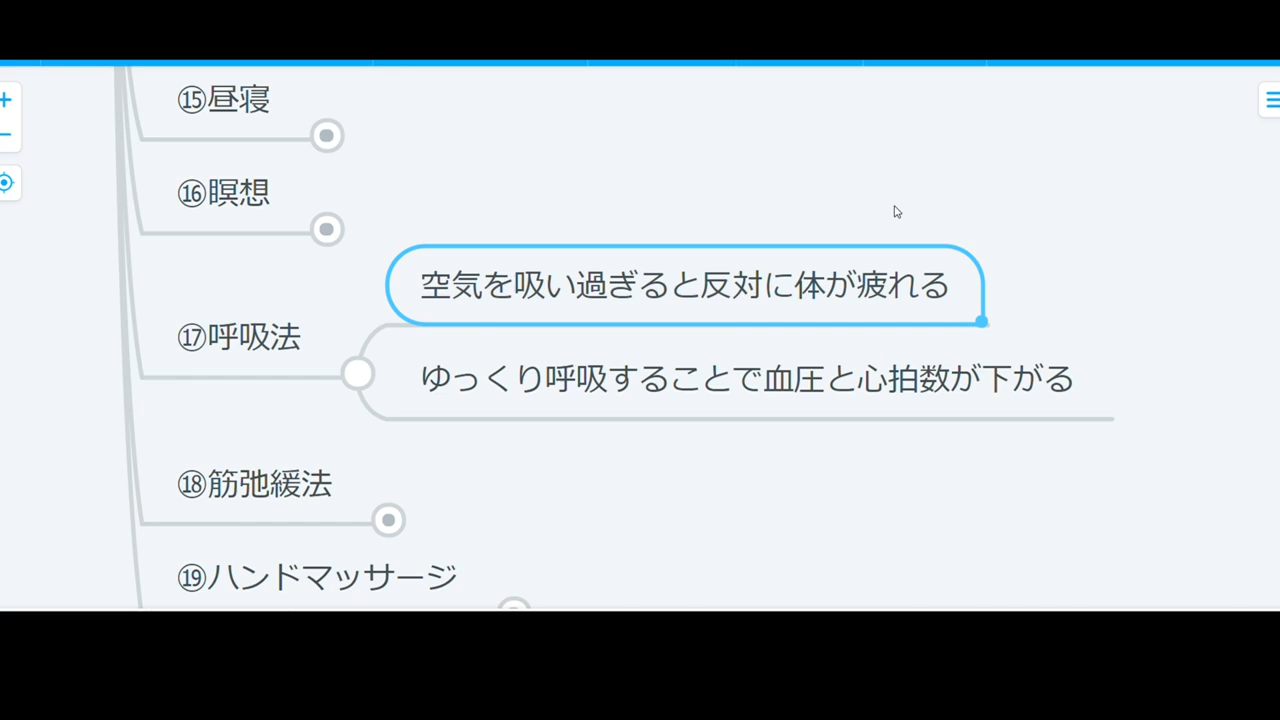 ⑮昼寝
⑯瞑想
空気を吸い過ぎると反対に体が疲れる
⑰呼吸法
ゆっくり呼吸することで血圧と心拍数が下がる
⑱筋弛緩法
⑲ハンドマッサージ